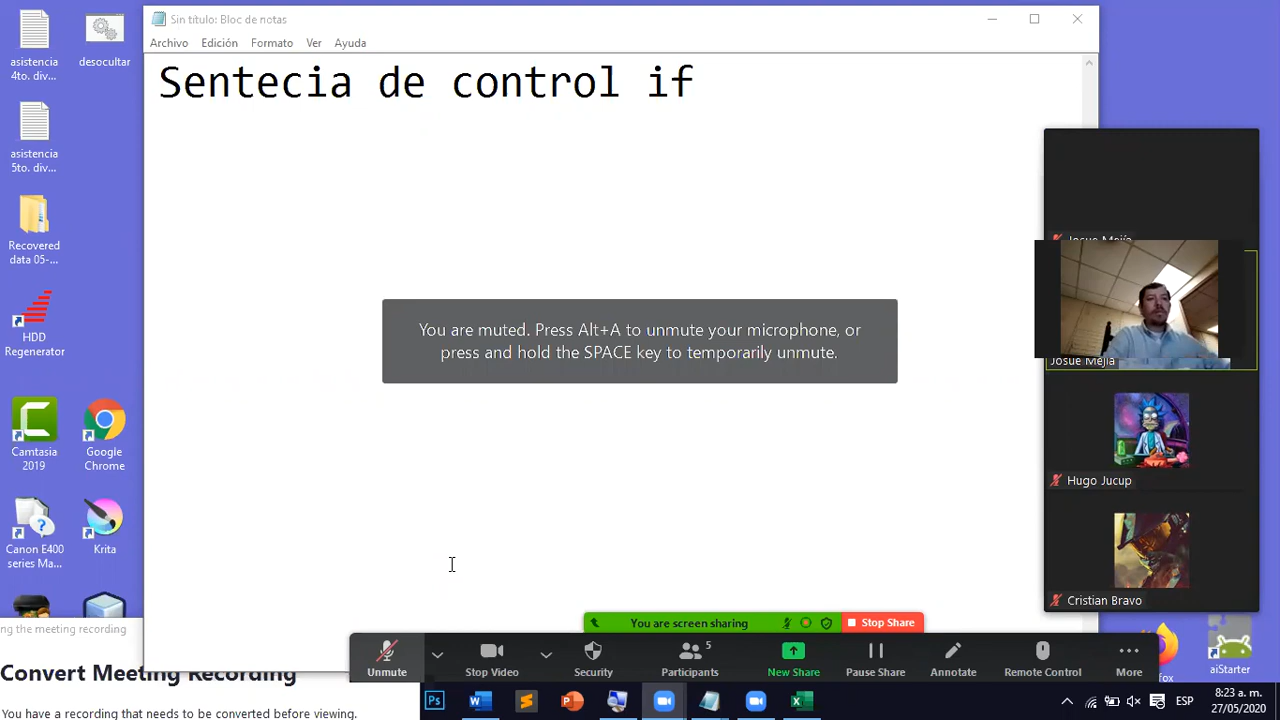 Sin título: Bloc de notas
Archivo Edición Formato Ver Ayuda
Sentecia de control if
asistencia
4to. div...
desocultar
asistencia
5to. div...
Recovered
data 05-...
HDD
Regenerator
Camtasia
2019
Google
Chrome
Canon E400
series Ma...
Krita
You are muted. Press Alt+A to unmute your microphone, or
press and hold the SPACE key to temporarily unmute.
Josue Mejía
Josue Mejía
Hugo Jucup
Cristian Bravo
ng the meeting recording
Convert Meeting Recording
You have a recording that needs to be converted before viewing.
You are screen sharing
Stop Share
Unmute
Stop Video
Security
5
Participants
New Share
Pause Share
Annotate
Remote Control
More
fox
aiStarter
Ps
ESP
8:23 a. m.
27/05/2020